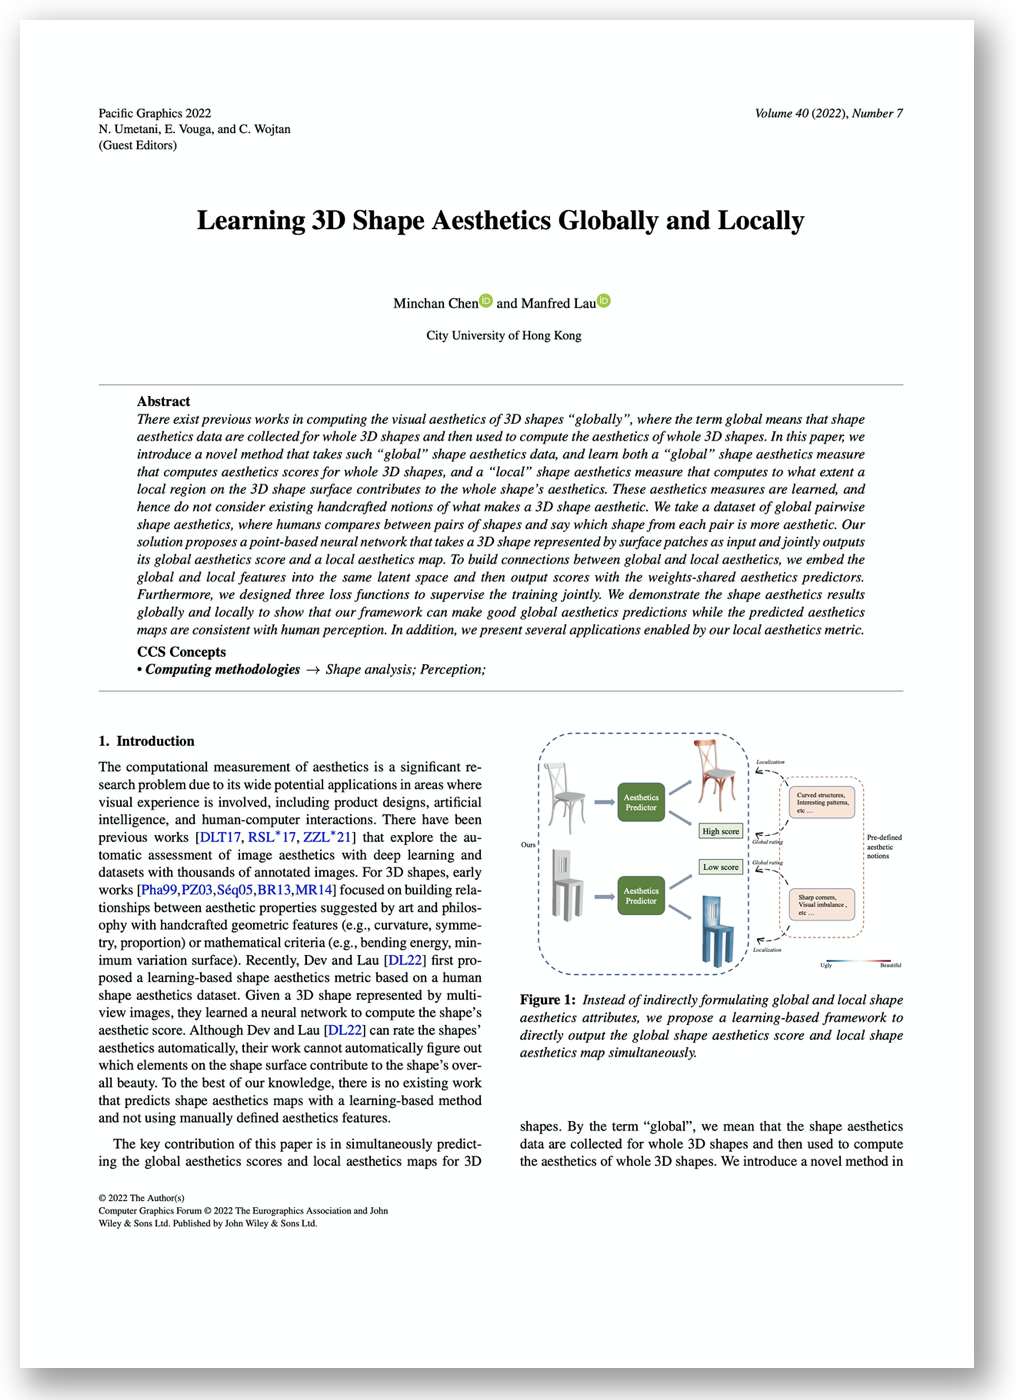 Pacific Graphics 2022
N. Umetani, E. Vouga, and C. Wojtan
(Guest Editors)
Volume 40 (2022), Number 7
Learning 3D Shape Aesthetics Globally and Locally
Minchan Chen iD and Manfred Lau iD
City University of Hong Kong
Abstract
There exist previous works in computing the visual aesthetics of 3D shapes “globally”, where the term global means that shape
aesthetics data are collected for whole 3D shapes and then used to compute the aesthetics of whole 3D shapes. In this paper, we
introduce a novel method that takes such “global” shape aesthetics data, and learn both a “global” shape aesthetics measure
that computes aesthetics scores for whole 3D shapes, and a “local” shape aesthetics measure that computes to what extent a
local region on the 3D shape surface contributes to the whole shape’s aesthetics. These aesthetics measures are learned, and
hence do not consider existing handcrafted notions of what makes a 3D shape aesthetic. We take a dataset of global pairwise
shape aesthetics, where humans compares between pairs of shapes and say which shape from each pair is more aesthetic. Our
solution proposes a point-based neural network that takes a 3D shape represented by surface patches as input and jointly outputs
its global aesthetics score and a local aesthetics map. To build connections between global and local aesthetics, we embed the
global and local features into the same latent space and then output scores with the weights-shared aesthetics predictors.
Furthermore, we designed three loss functions to supervise the training jointly. We demonstrate the shape aesthetics results
globally and locally to show that our framework can make good global aesthetics predictions while the predicted aesthetics
maps are consistent with human perception. In addition, we present several applications enabled by our local aesthetics metric.
CCS Concepts
• Computing methodologies → Shape analysis; Perception;
1. Introduction
The computational measurement of aesthetics is a significant re-
search problem due to its wide potential applications in areas where
visual experience is involved, including product designs, artificial
intelligence, and human-computer interactions. There have been
previous works [DLT17, RSL*17, ZZL*21] that explore the au-
tomatic assessment of image aesthetics with deep learning and
datasets with thousands of annotated images. For 3D shapes, early
works [Pha99,PZ03,Séq05,BR13,MR14] focused on building rela-
tionships between aesthetic properties suggested by art and philos-
ophy with handcrafted geometric features (e.g., curvature, symme-
try, proportion) or mathematical criteria (e.g., bending energy, min-
imum variation surface). Recently, Dev and Lau [DL22] first pro-
posed a learning-based shape aesthetics metric based on a human
shape aesthetics dataset. Given a 3D shape represented by multi-
view images, they learned a neural network to compute the shape’s
aesthetic score. Although Dev and Lau [DL22] can rate the shapes’
aesthetics automatically, their work cannot automatically figure out
which elements on the shape surface contribute to the shape’s over-
all beauty. To the best of our knowledge, there is no existing work
that predicts shape aesthetics maps with a learning-based method
and not using manually defined aesthetics features.
The key contribution of this paper is in simultaneously predict-
ing the global aesthetics scores and local aesthetics maps for 3D
Ours
Aesthetics
Predictor
High score
Low score
Aesthetics
Predictor
Localization
Curved structures,
Interesting patterns,
etc ...
Global rating
Global rating
Pre-defined
aesthetic
notions
Sharp corners,
Visual imbalance ,
etc ...
Localization
Ugly
Beautiful
Figure 1: Instead of indirectly formulating global and local shape
aesthetics attributes, we propose a learning-based framework to
directly output the global shape aesthetics score and local shape
aesthetics map simultaneously.
shapes. By the term “global”, we mean that the shape aesthetics
data are collected for whole 3D shapes and then used to compute
the aesthetics of whole 3D shapes. We introduce a novel method in
© 2022 The Author(s)
Computer Graphics Forum © 2022 The Eurographics Association and John
Wiley & Sons Ltd. Published by John Wiley & Sons Ltd.